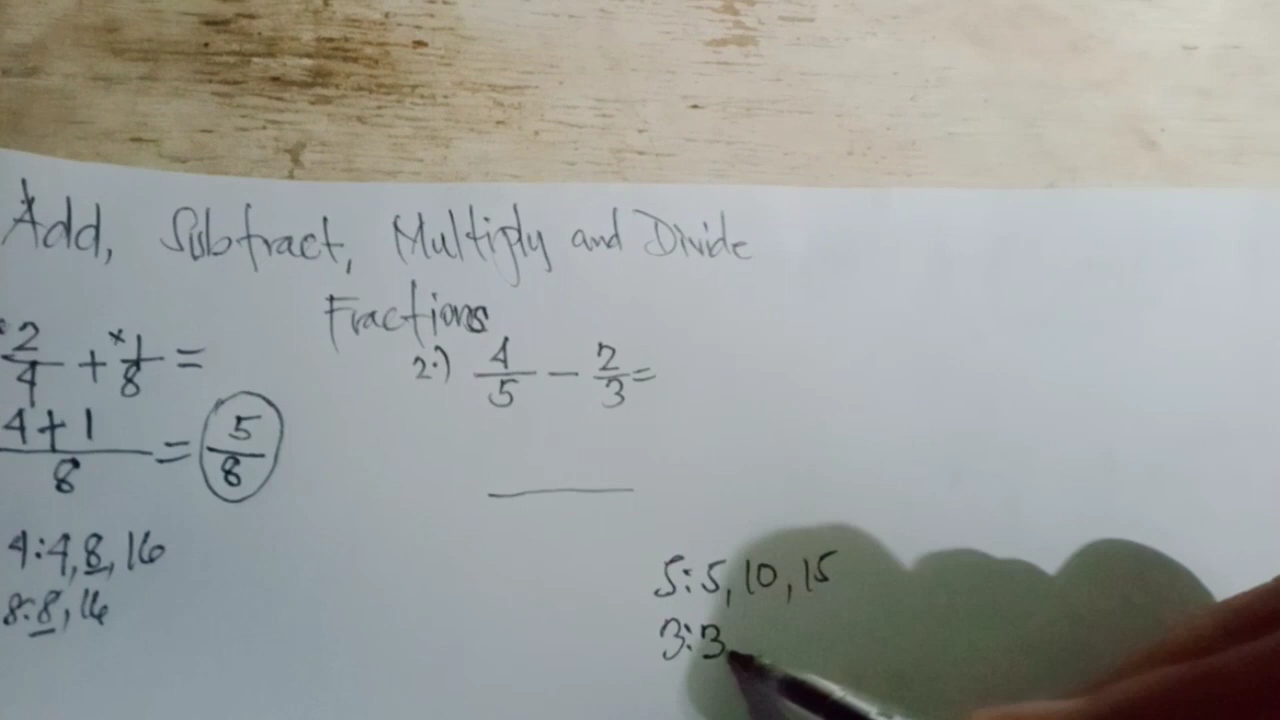 Add, Subtract, Multiply and Divide
Fractions
2/4 + 1/8 =
4+1/8 = 5/8
4:4,8,16
8:8,16
2.) 4/5 - 2/3 =
5:5,10,15
3:3